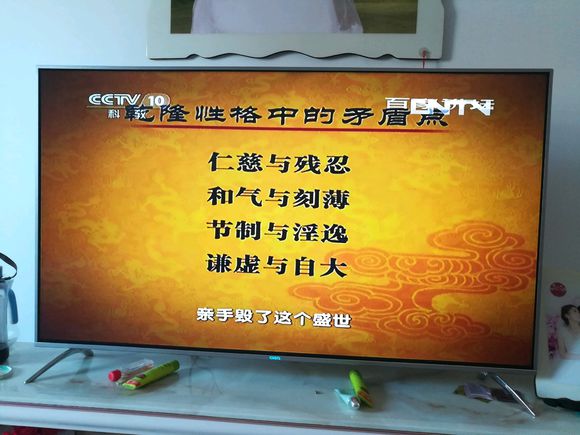 CCTV 10
科教
乾隆性格中的矛盾点
仁慈与残忍
和气与刻薄
节制与淫逸
谦虚与自大
亲手毁了这个盛世